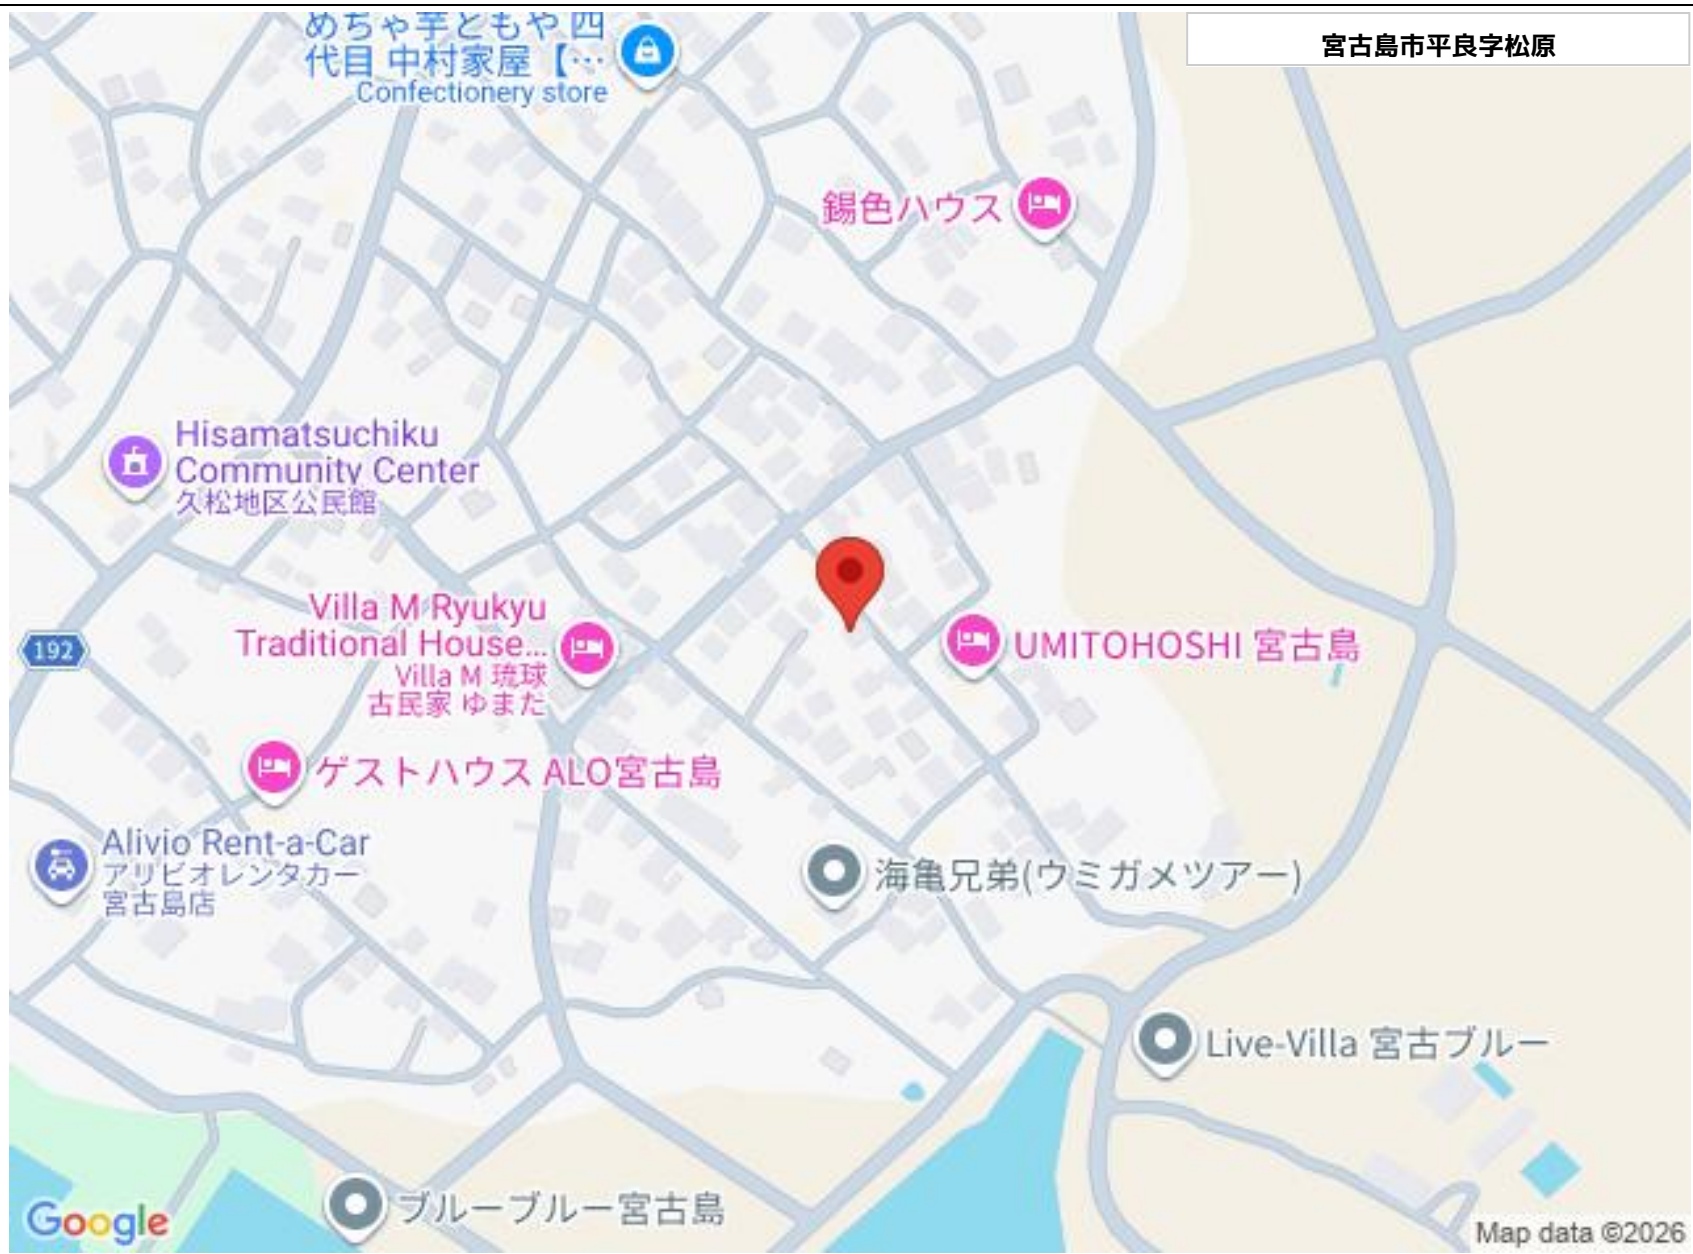 めちゃ芋ともや 四
代目 中村家屋【…
Confectionery store
宮古島市平良字松原
錫色ハウス
Hisamatsuchiku
Community Center
久松地区公民館
Villa M Ryukyu
Traditional House...
Villa M 琉球
古民家 ゆまた
192
UMITOHOSHI 宮古島
ゲストハウス ALO宮古島
Alivio Rent-a-Car
アリビオレンタカー
宮古島店
海亀兄弟(ウミガメツアー)
Live-Villa 宮古ブルー
ブルーブルー宮古島
Google
Map data ©2026